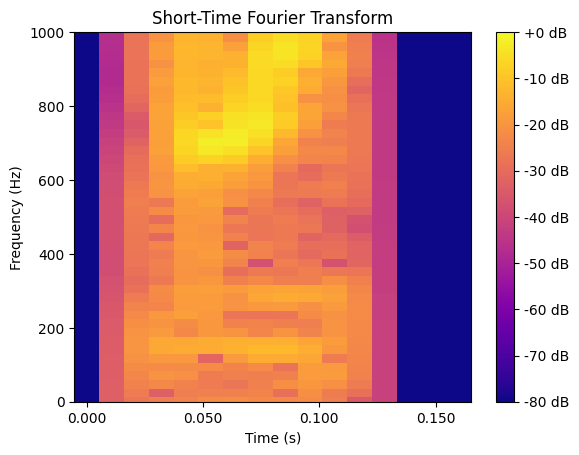 Short-Time Fourier Transform
Frequency (Hz)
1000
800
600
400
200
0
0.000
0.050
0.100
0.150
Time (s)
+0 dB
-10 dB
-20 dB
-30 dB
-40 dB
-50 dB
-60 dB
-70 dB
-80 dB